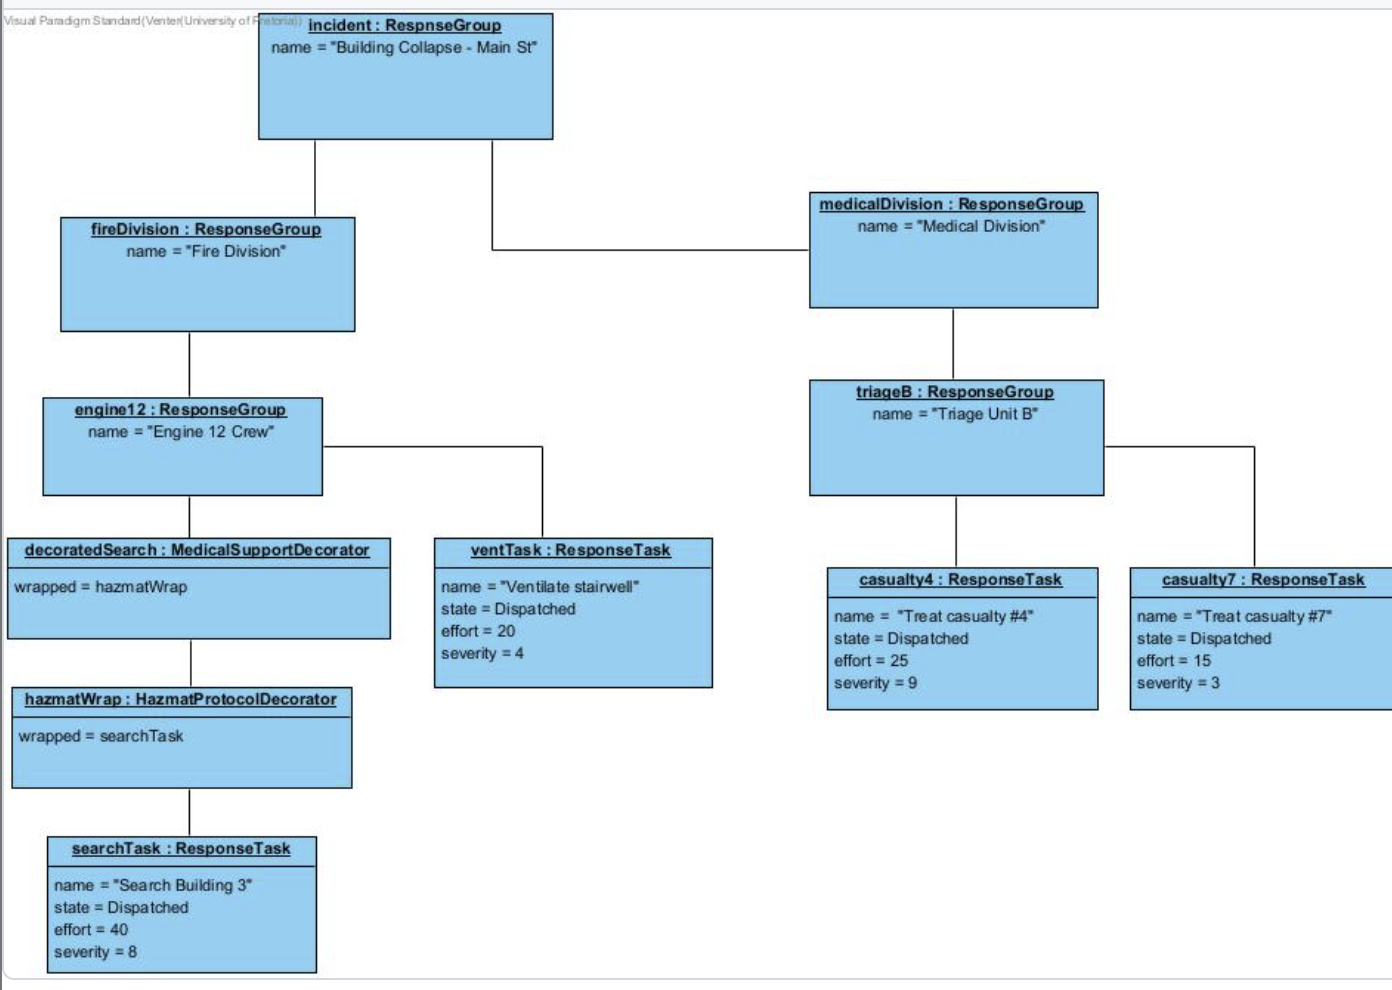 Visual Paradigm Standard(Venter(University of Pretoria))
incident : RespnseGroup
name = "Building Collapse - Main St"
medicalDivision : ResponseGroup
name = "Medical Division"
fireDivision : ResponseGroup
name = "Fire Division"
triageB : ResponseGroup
name = "Triage Unit B"
engine12 : ResponseGroup
name = "Engine 12 Crew"
decoratedSearch : MedicalSupportDecorator
wrapped = hazmatWrap
ventTask : ResponseTask
name = "Ventilate stairwell"
state = Dispatched
effort = 20
severity = 4
casualty4 : ResponseTask
name =  "Treat casualty #4"
state = Dispatched
effort = 25
severity = 9
casualty7 : ResponseTask
name = "Treat casualty #7"
state = Dispatched
effort = 15
severity = 3
hazmatWrap : HazmatProtocolDecorator
wrapped = searchTask
searchTask : ResponseTask
name = "Search Building 3"
state = Dispatched
effort = 40
severity = 8